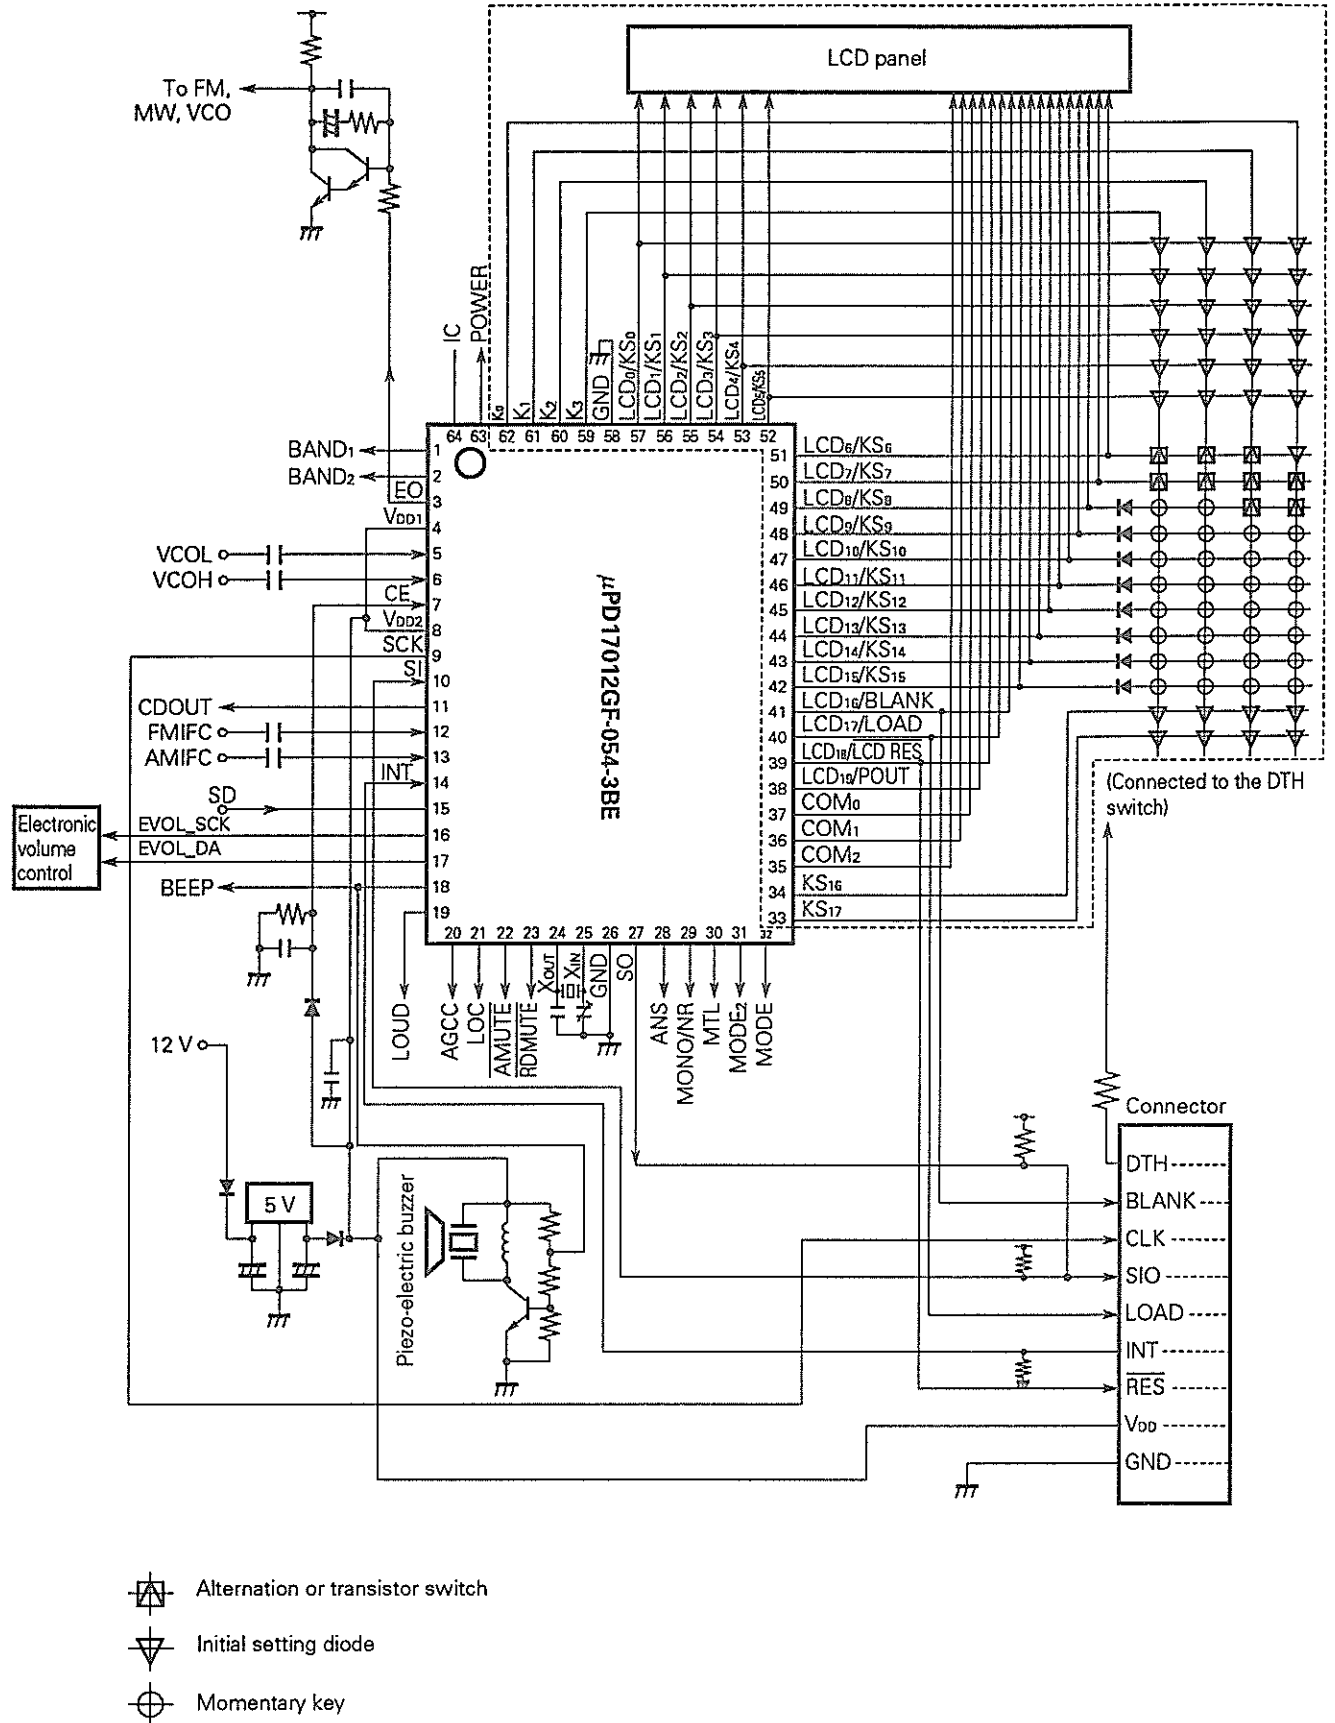 LCD panel
To FM,
MW, VCO
IC
POWER
K0
K1
K2
K3
GND
LCD0/KS0
LCD1/KS1
LCD2/KS2
LCD3/KS3
LCD4/KS4
LCD5/KS5
64 63 62 61 60 59 58 57 56 55 54 53 52
BAND1 1
BAND2 2
EO 3
VDD1 4
VCOL 5
VCOH 6
CE 7
VDD2 8
SCK 9
SI 10
CDOUT 11
FMIFC 12
AMIFC 13
INT 14
SD 15
EVOL_SCK 16
EVOL_DA 17
BEEP 18
19
Electronic
volume
control
μPD17012GF-054-3BE
51 LCD6/KS6
50 LCD7/KS7
49 LCD8/KS8
48 LCD9/KS9
47 LCD10/KS10
46 LCD11/KS11
45 LCD12/KS12
44 LCD13/KS13
43 LCD14/KS14
42 LCD15/KS15
41 LCD16/BLANK
40 LCD17/LOAD
39 LCD18/LCD RES
38 LCD19/POUT
37 COM0
36 COM1
35 COM2
34 KS16
33 KS17
(Connected to the DTH
switch)
20 21 22 23 24 25 26 27 28 29 30 31 32
LOUD
AGCC
LOC
AMUTE
RDMUTE
XOUT
XIN
GND
SO
ANS
MONO/NR
MTL
MODE2
MODE
12 V
5 V
Piezo-electric buzzer
Connector
DTH
BLANK
CLK
SIO
LOAD
INT
RES
VDD
GND
Alternation or transistor switch
Initial setting diode
Momentary key